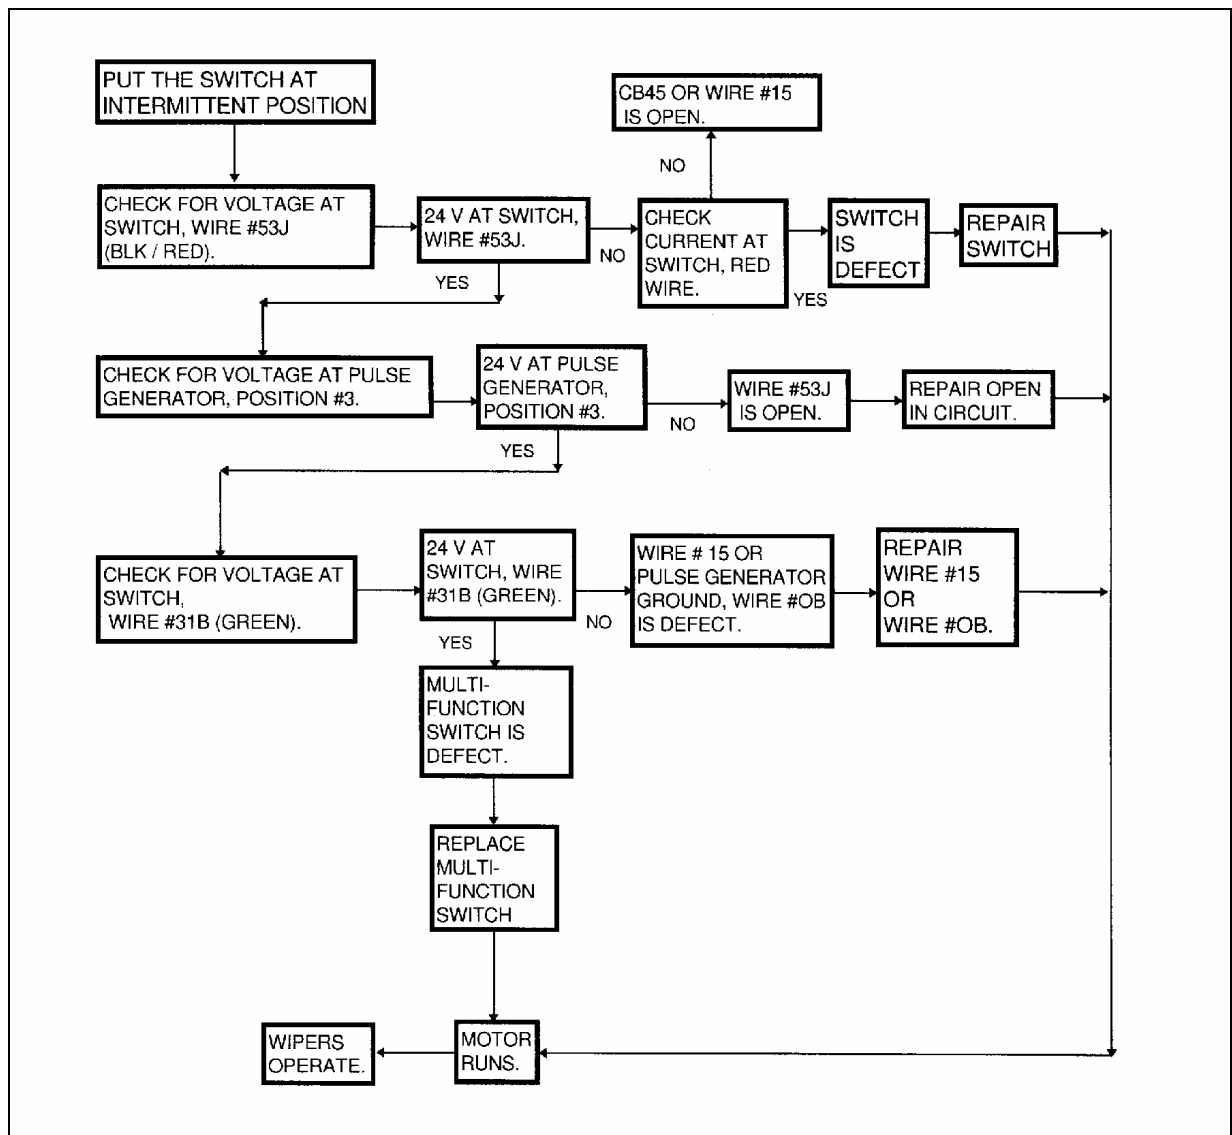 PUT THE SWITCH AT
INTERMITTENT POSITION
CB45 OR WIRE #15
IS OPEN.
NO
CHECK FOR VOLTAGE AT
SWITCH, WIRE #53J
(BLK / RED).
24 V AT SWITCH,
WIRE #53J.
NO
YES
CHECK
CURRENT AT
SWITCH, RED
WIRE.
YES
SWITCH
IS
DEFECT
REPAIR
SWITCH
CHECK FOR VOLTAGE AT PULSE
GENERATOR, POSITION #3.
24 V AT PULSE
GENERATOR,
POSITION #3.
NO
YES
WIRE #53J
IS OPEN.
REPAIR OPEN
IN CIRCUIT.
CHECK FOR VOLTAGE AT
SWITCH,
WIRE #31B (GREEN).
24 V AT
SWITCH, WIRE
#31B (GREEN).
NO
YES
WIRE # 15 OR
PULSE GENERATOR
GROUND, WIRE #OB
IS DEFECT.
REPAIR
WIRE #15
OR
WIRE #OB.
MULTI-
FUNCTION
SWITCH IS
DEFECT.
REPLACE
MULTI-
FUNCTION
SWITCH
WIPERS
OPERATE.
MOTOR
RUNS.